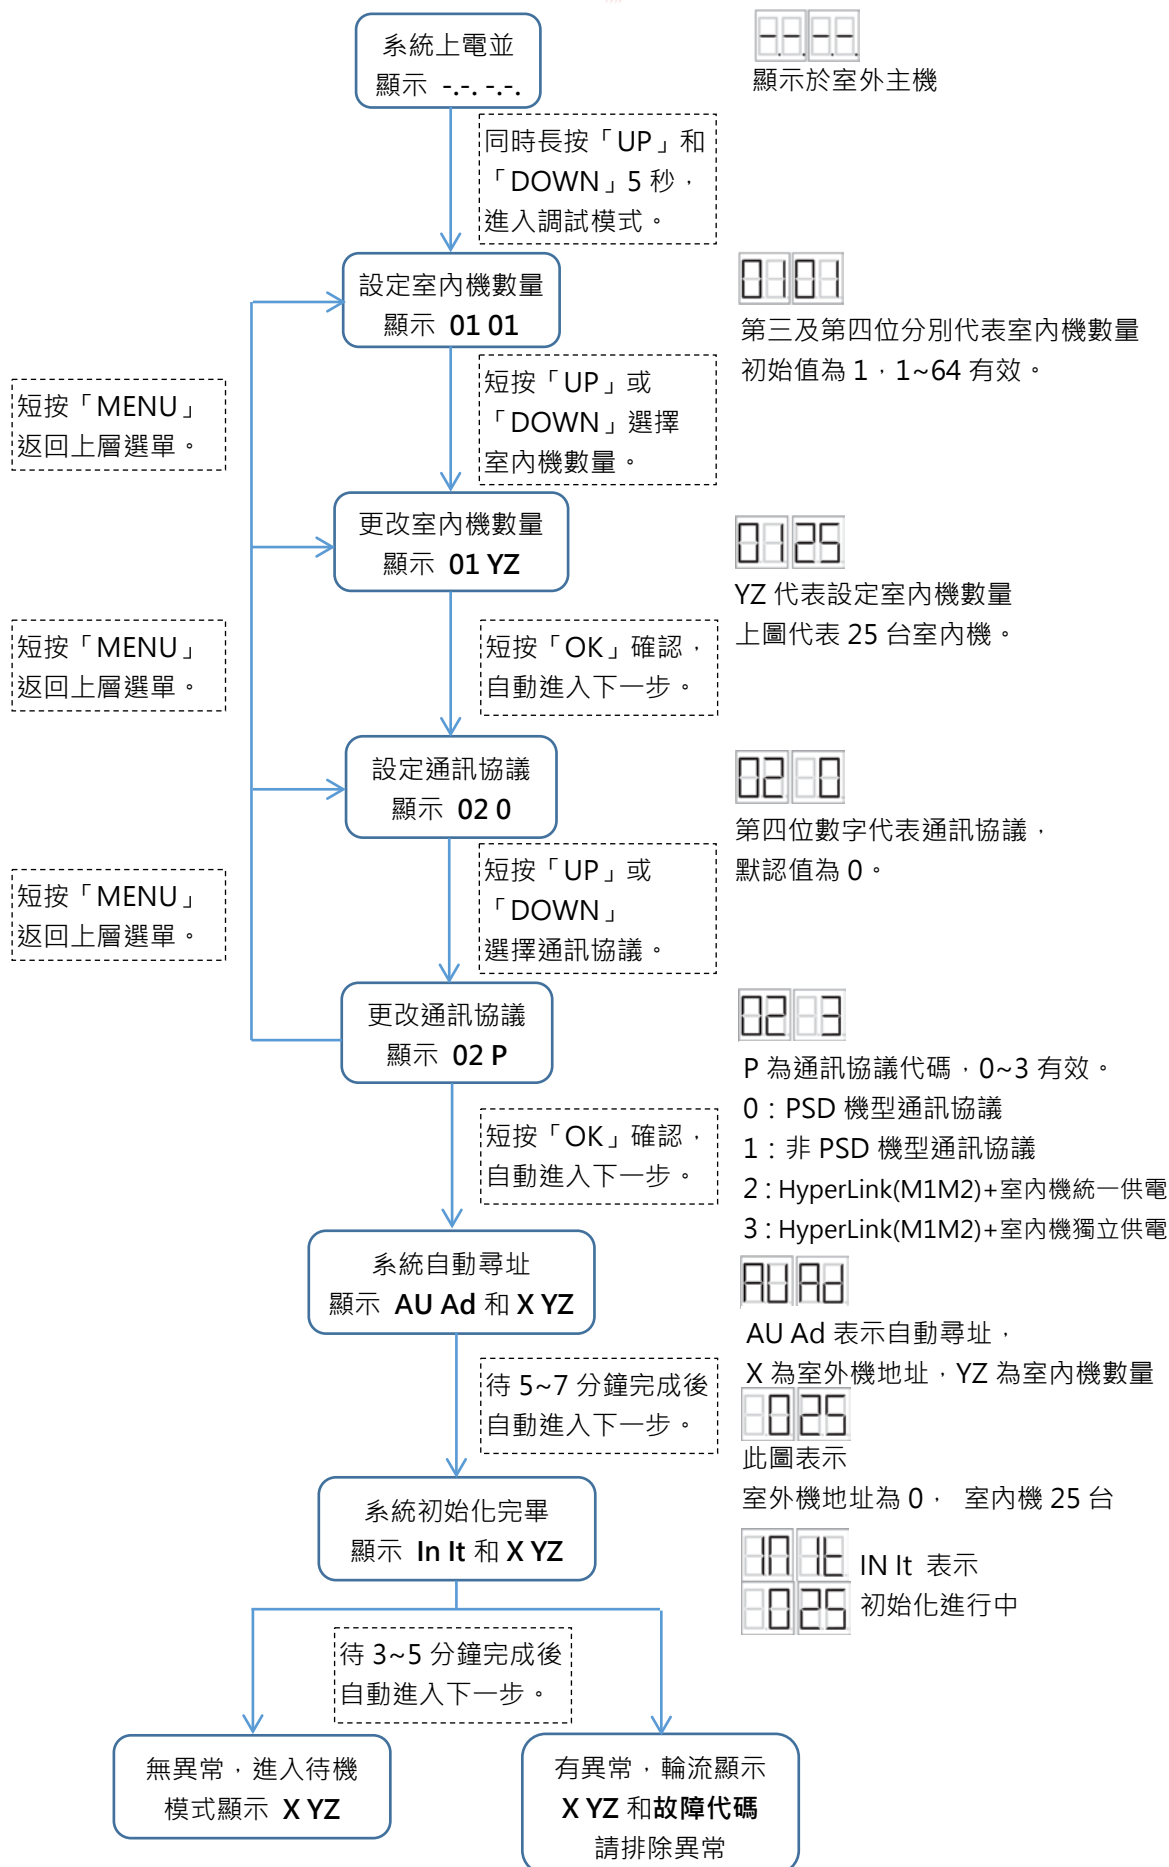 系統上電並
顯示 -.-. -.-.
-.-. -.-.
顯示於室外主機
同時長按「UP」和
「DOWN」5 秒，
進入調試模式。
設定室內機數量
顯示 01 01
0101
第三及第四位分別代表室內機數量
初始值為 1，1~64 有效。
短按「MENU」
返回上層選單。
短按「UP」或
「DOWN」選擇
室內機數量。
更改室內機數量
顯示 01 YZ
0125
YZ 代表設定室內機數量
上圖代表 25 台室內機。
短按「MENU」
返回上層選單。
短按「OK」確認，
自動進入下一步。
設定通訊協議
顯示 02 0
02 0
第四位數字代表通訊協議，
默認值為 0。
短按「MENU」
返回上層選單。
短按「UP」或
「DOWN」
選擇通訊協議。
更改通訊協議
顯示 02 P
02 3
P 為通訊協議代碼，0~3 有效。
0：PSD 機型通訊協議
1：非 PSD 機型通訊協議
2：HyperLink(M1M2)+室內機統一供電
3：HyperLink(M1M2)+室內機獨立供電
短按「OK」確認，
自動進入下一步。
系統自動尋址
顯示 AU Ad 和 X YZ
AU Ad
AU Ad 表示自動尋址，
X 為室外機地址，YZ 為室內機數量
025
此圖表示
室外機地址為 0， 室內機 25 台
待 5~7 分鐘完成後
自動進入下一步。
系統初始化完畢
顯示 In It 和 X YZ
In It
IN It 表示
025
初始化進行中
待 3~5 分鐘完成後
自動進入下一步。
無異常，進入待機
模式顯示 X YZ
有異常，輪流顯示
X YZ 和故障代碼
請排除異常